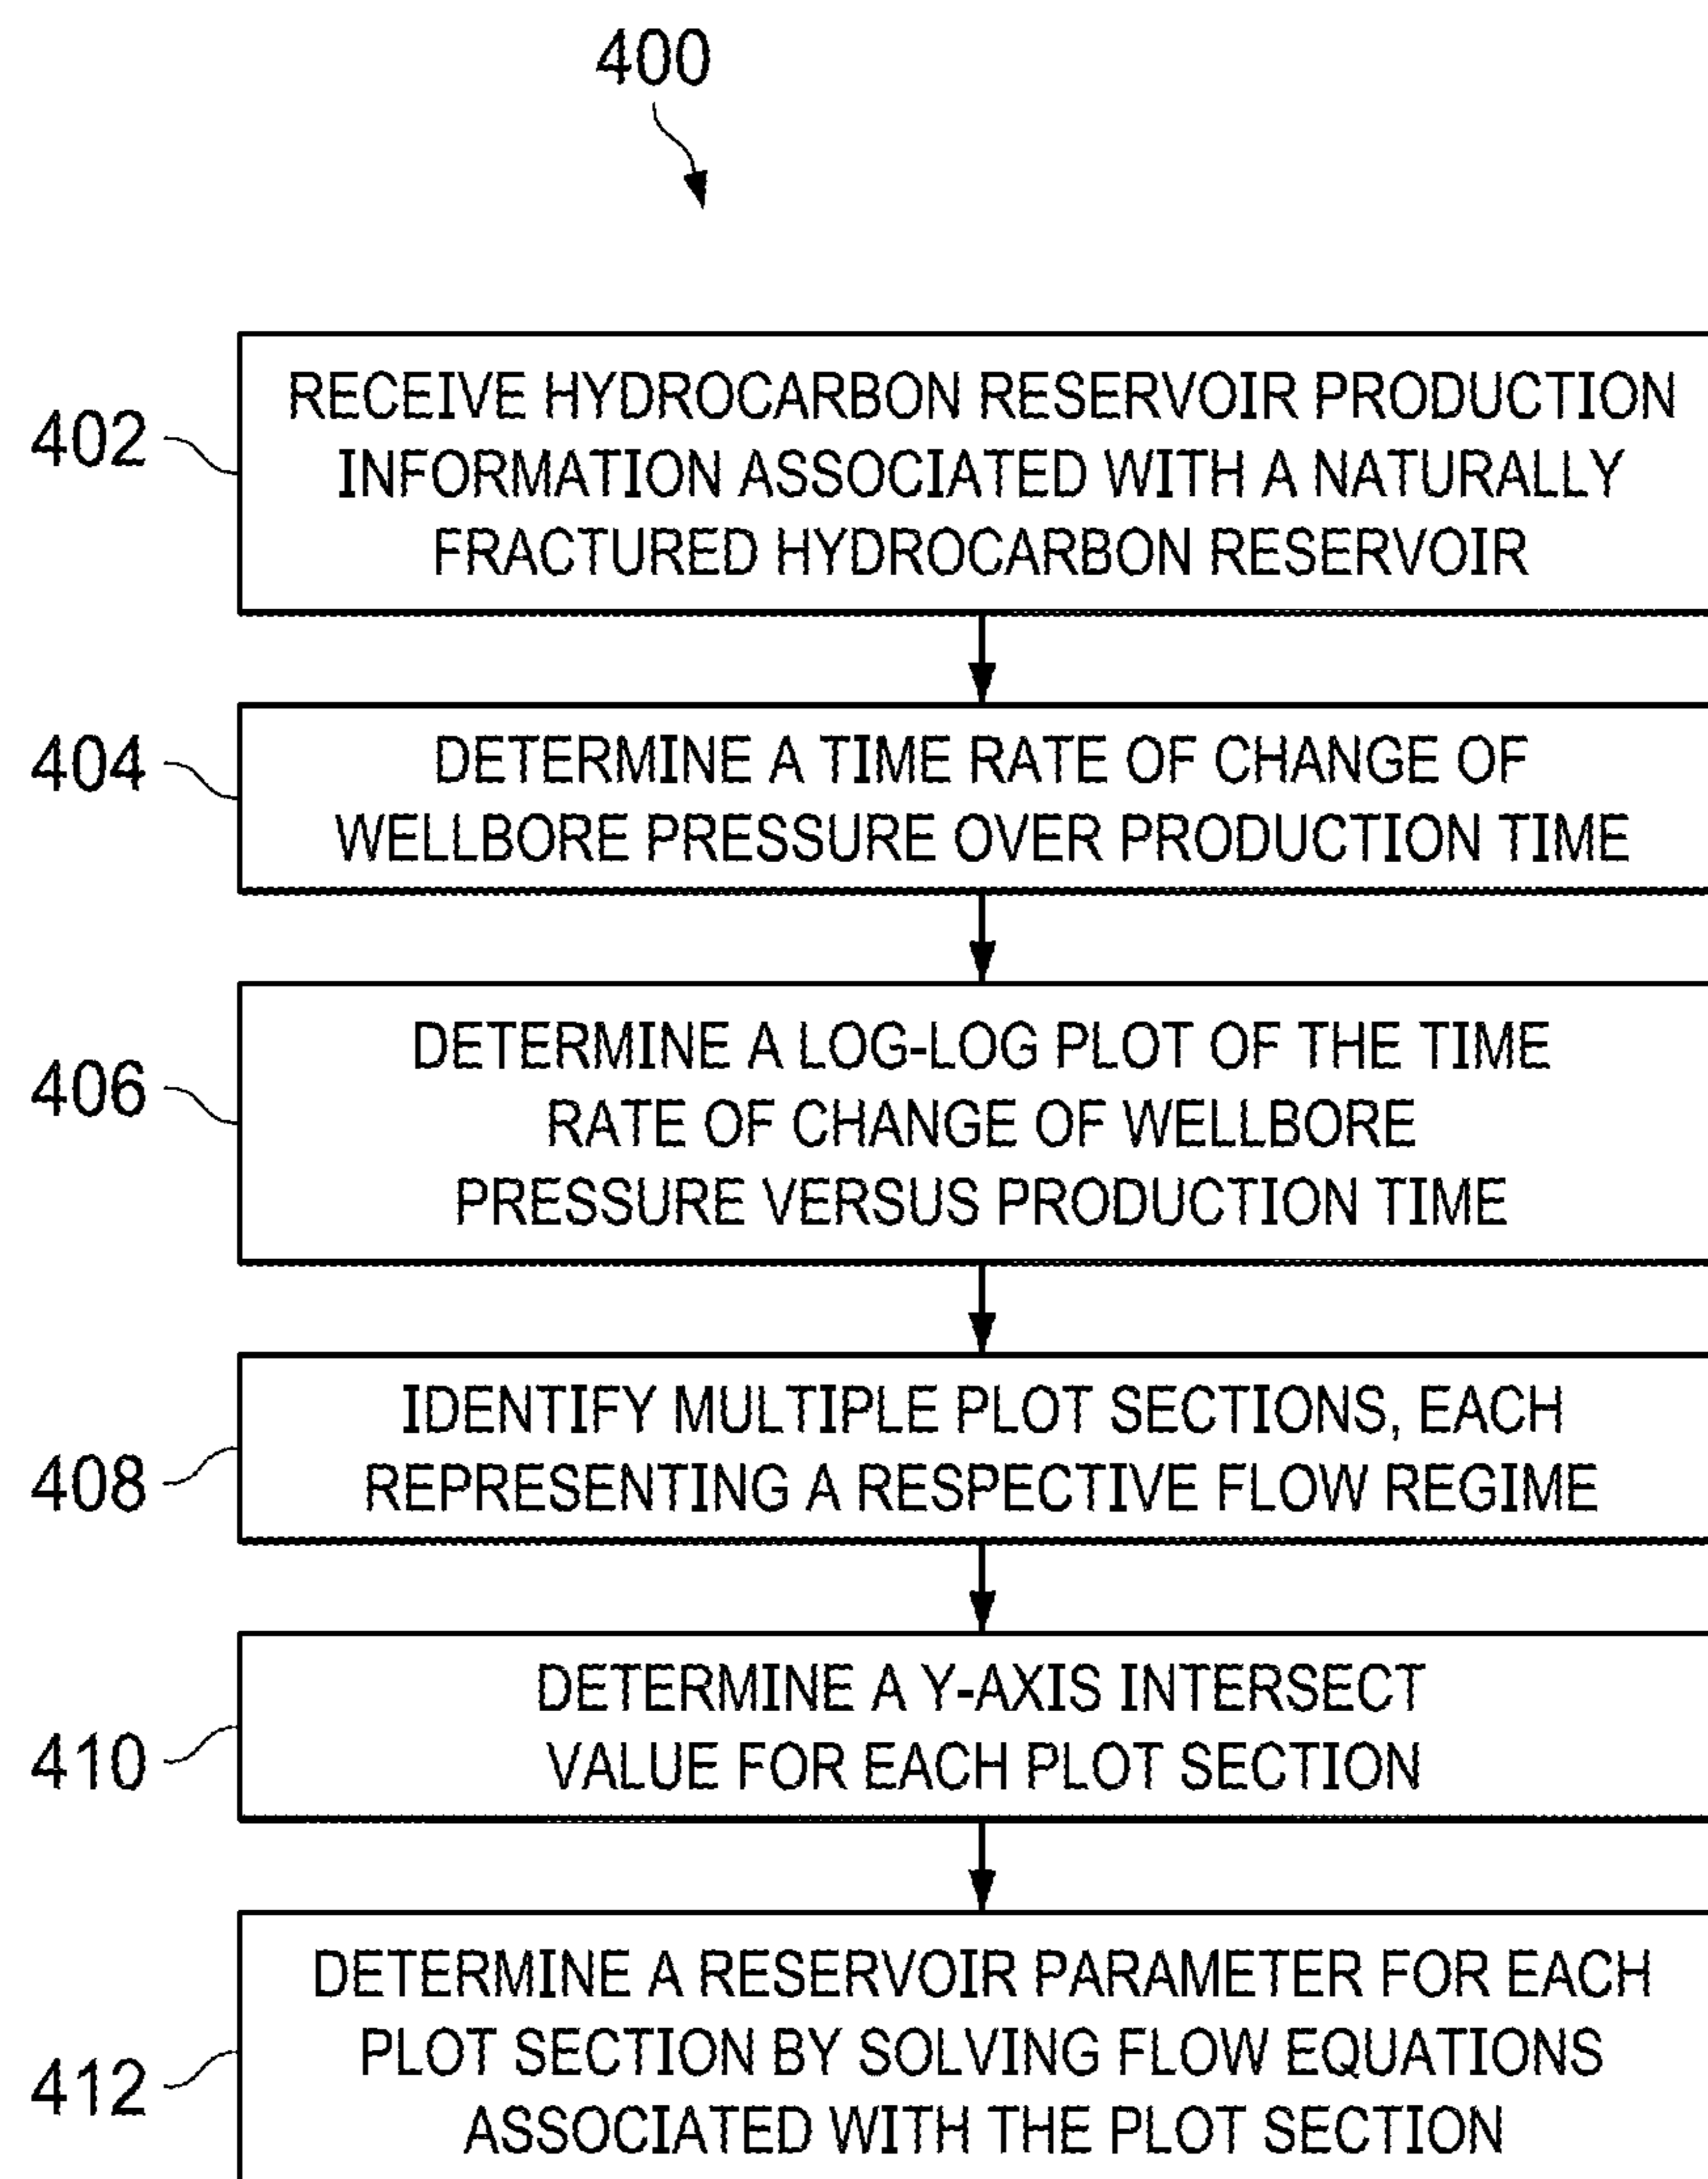 400
402
RECEIVE HYDROCARBON RESERVOIR PRODUCTION
INFORMATION ASSOCIATED WITH A NATURALLY
FRACTURED HYDROCARBON RESERVOIR
404
DETERMINE A TIME RATE OF CHANGE OF
WELLBORE PRESSURE OVER PRODUCTION TIME
406
DETERMINE A LOG-LOG PLOT OF THE TIME
RATE OF CHANGE OF WELLBORE
PRESSURE VERSUS PRODUCTION TIME
408
IDENTIFY MULTIPLE PLOT SECTIONS, EACH
REPRESENTING A RESPECTIVE FLOW REGIME
410
DETERMINE A Y-AXIS INTERSECT
VALUE FOR EACH PLOT SECTION
412
DETERMINE A RESERVOIR PARAMETER FOR EACH
PLOT SECTION BY SOLVING FLOW EQUATIONS
ASSOCIATED WITH THE PLOT SECTION